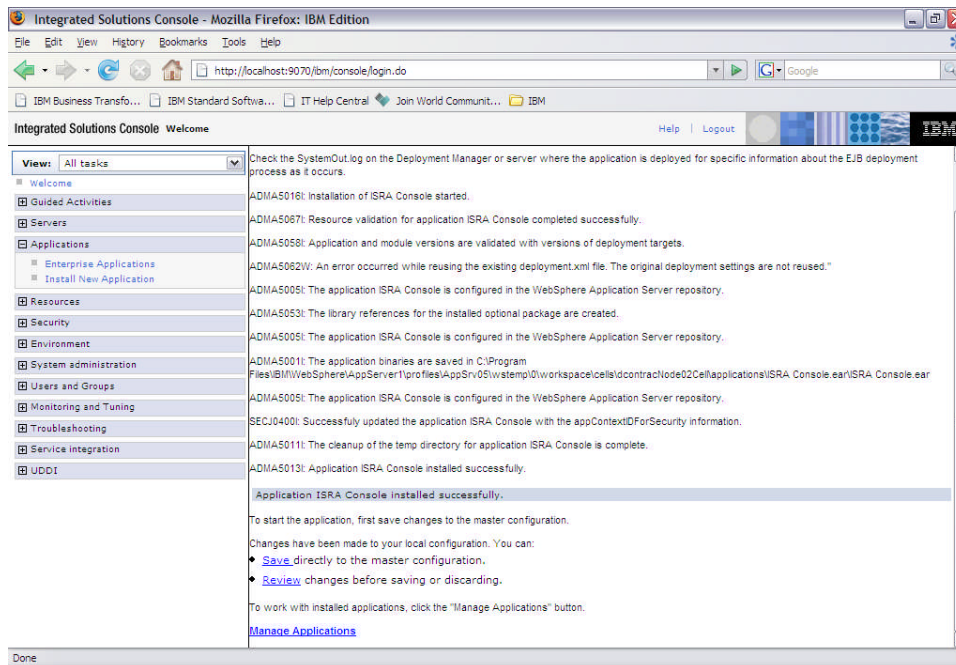 Integrated Solutions Console - Mozilla Firefox: IBM Edition
File Edit View History Bookmarks Tools Help
http://localhost:9070/ibm/console/login.do
G Google
IBM Business Transfo... IBM Standard Softwa... IT Help Central Join World Communit... IBM
Integrated Solutions Console Welcome
Help | Logout
IBM
View: All tasks
Welcome
Guided Activities
Servers
Applications
Enterprise Applications
Install New Application
Resources
Security
Environment
System administration
Users and Groups
Monitoring and Tuning
Troubleshooting
Service integration
UDDI
Check the SystemOut.log on the Deployment Manager or server where the application is deployed for specific information about the EJB deployment
process as it occurs.
ADMA5016I: Installation of ISRA Console started.
ADMA5067I: Resource validation for application ISRA Console completed successfully.
ADMA5058I: Application and module versions are validated with versions of deployment targets.
ADMA5062W: An error occurred while reusing the existing deployment.xml file. The original deployment settings are not reused."
ADMA5005I: The application ISRA Console is configured in the WebSphere Application Server repository.
ADMA5053I: The library references for the installed optional package are created.
ADMA5005I: The application ISRA Console is configured in the WebSphere Application Server repository.
ADMA5001I: The application binaries are saved in C:\Program
Files\IBM\WebSphere\AppServer1\profiles\AppSrv05\wstemp\0\workspace\cells\dcontracNode02Cell\applications\ISRA Console.ear\ISRA Console.ear
ADMA5005I: The application ISRA Console is configured in the WebSphere Application Server repository.
SECJ0400I: Successfuly updated the application ISRA Console with the appContextIDForSecurity information.
ADMA5011I: The cleanup of the temp directory for application ISRA Console is complete.
ADMA5013I: Application ISRA Console installed successfully.
Application ISRA Console installed successfully.
To start the application, first save changes to the master configuration.
Changes have been made to your local configuration. You can:
Save directly to the master configuration.
Review changes before saving or discarding.
To work with installed applications, click the "Manage Applications" button.
Manage Applications
Done